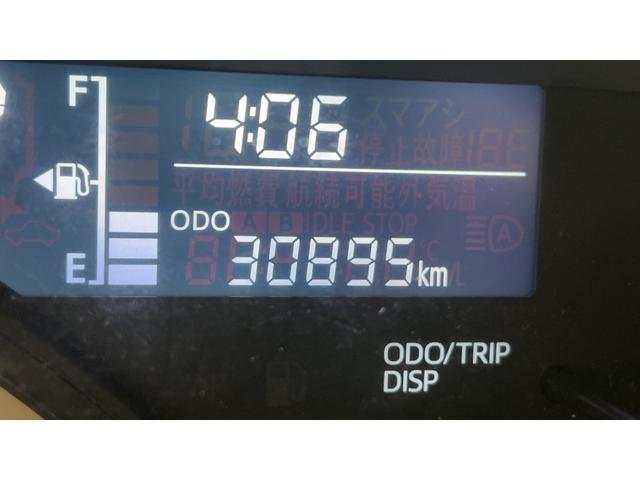 F
4:06
スマアシ
停止故障
平均燃費 航続可能外気温
ODO
A B IDLE STOP
E
30895km
ODO/TRIP
DISP